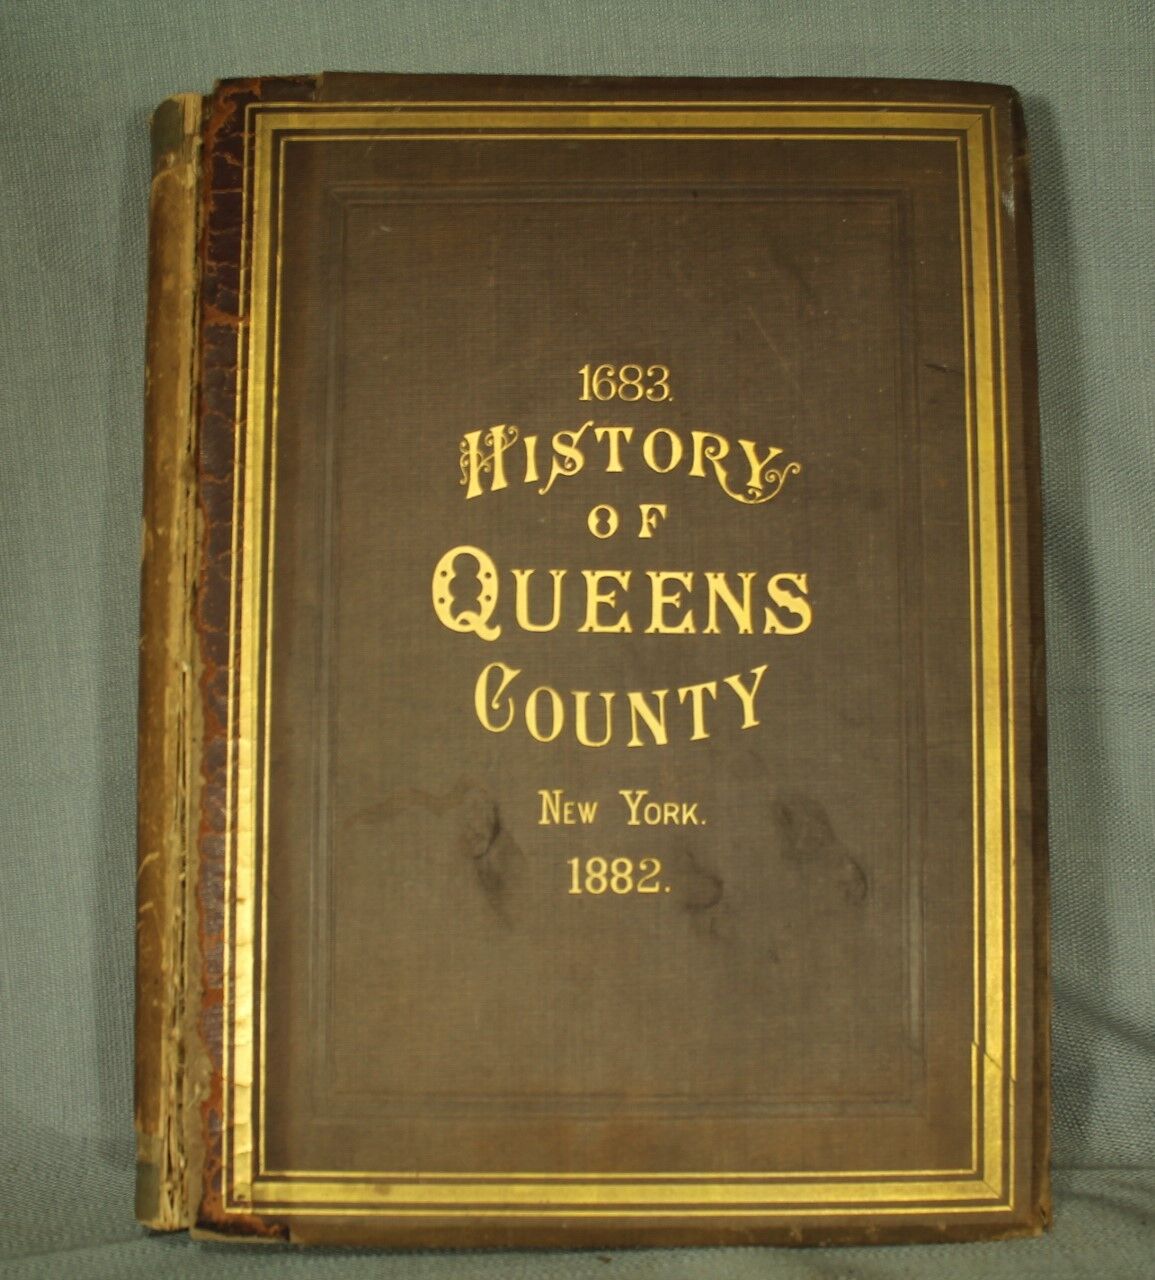 1683.
HISTORY
OF
QUEENS
COUNTY
NEW YORK.
1882.